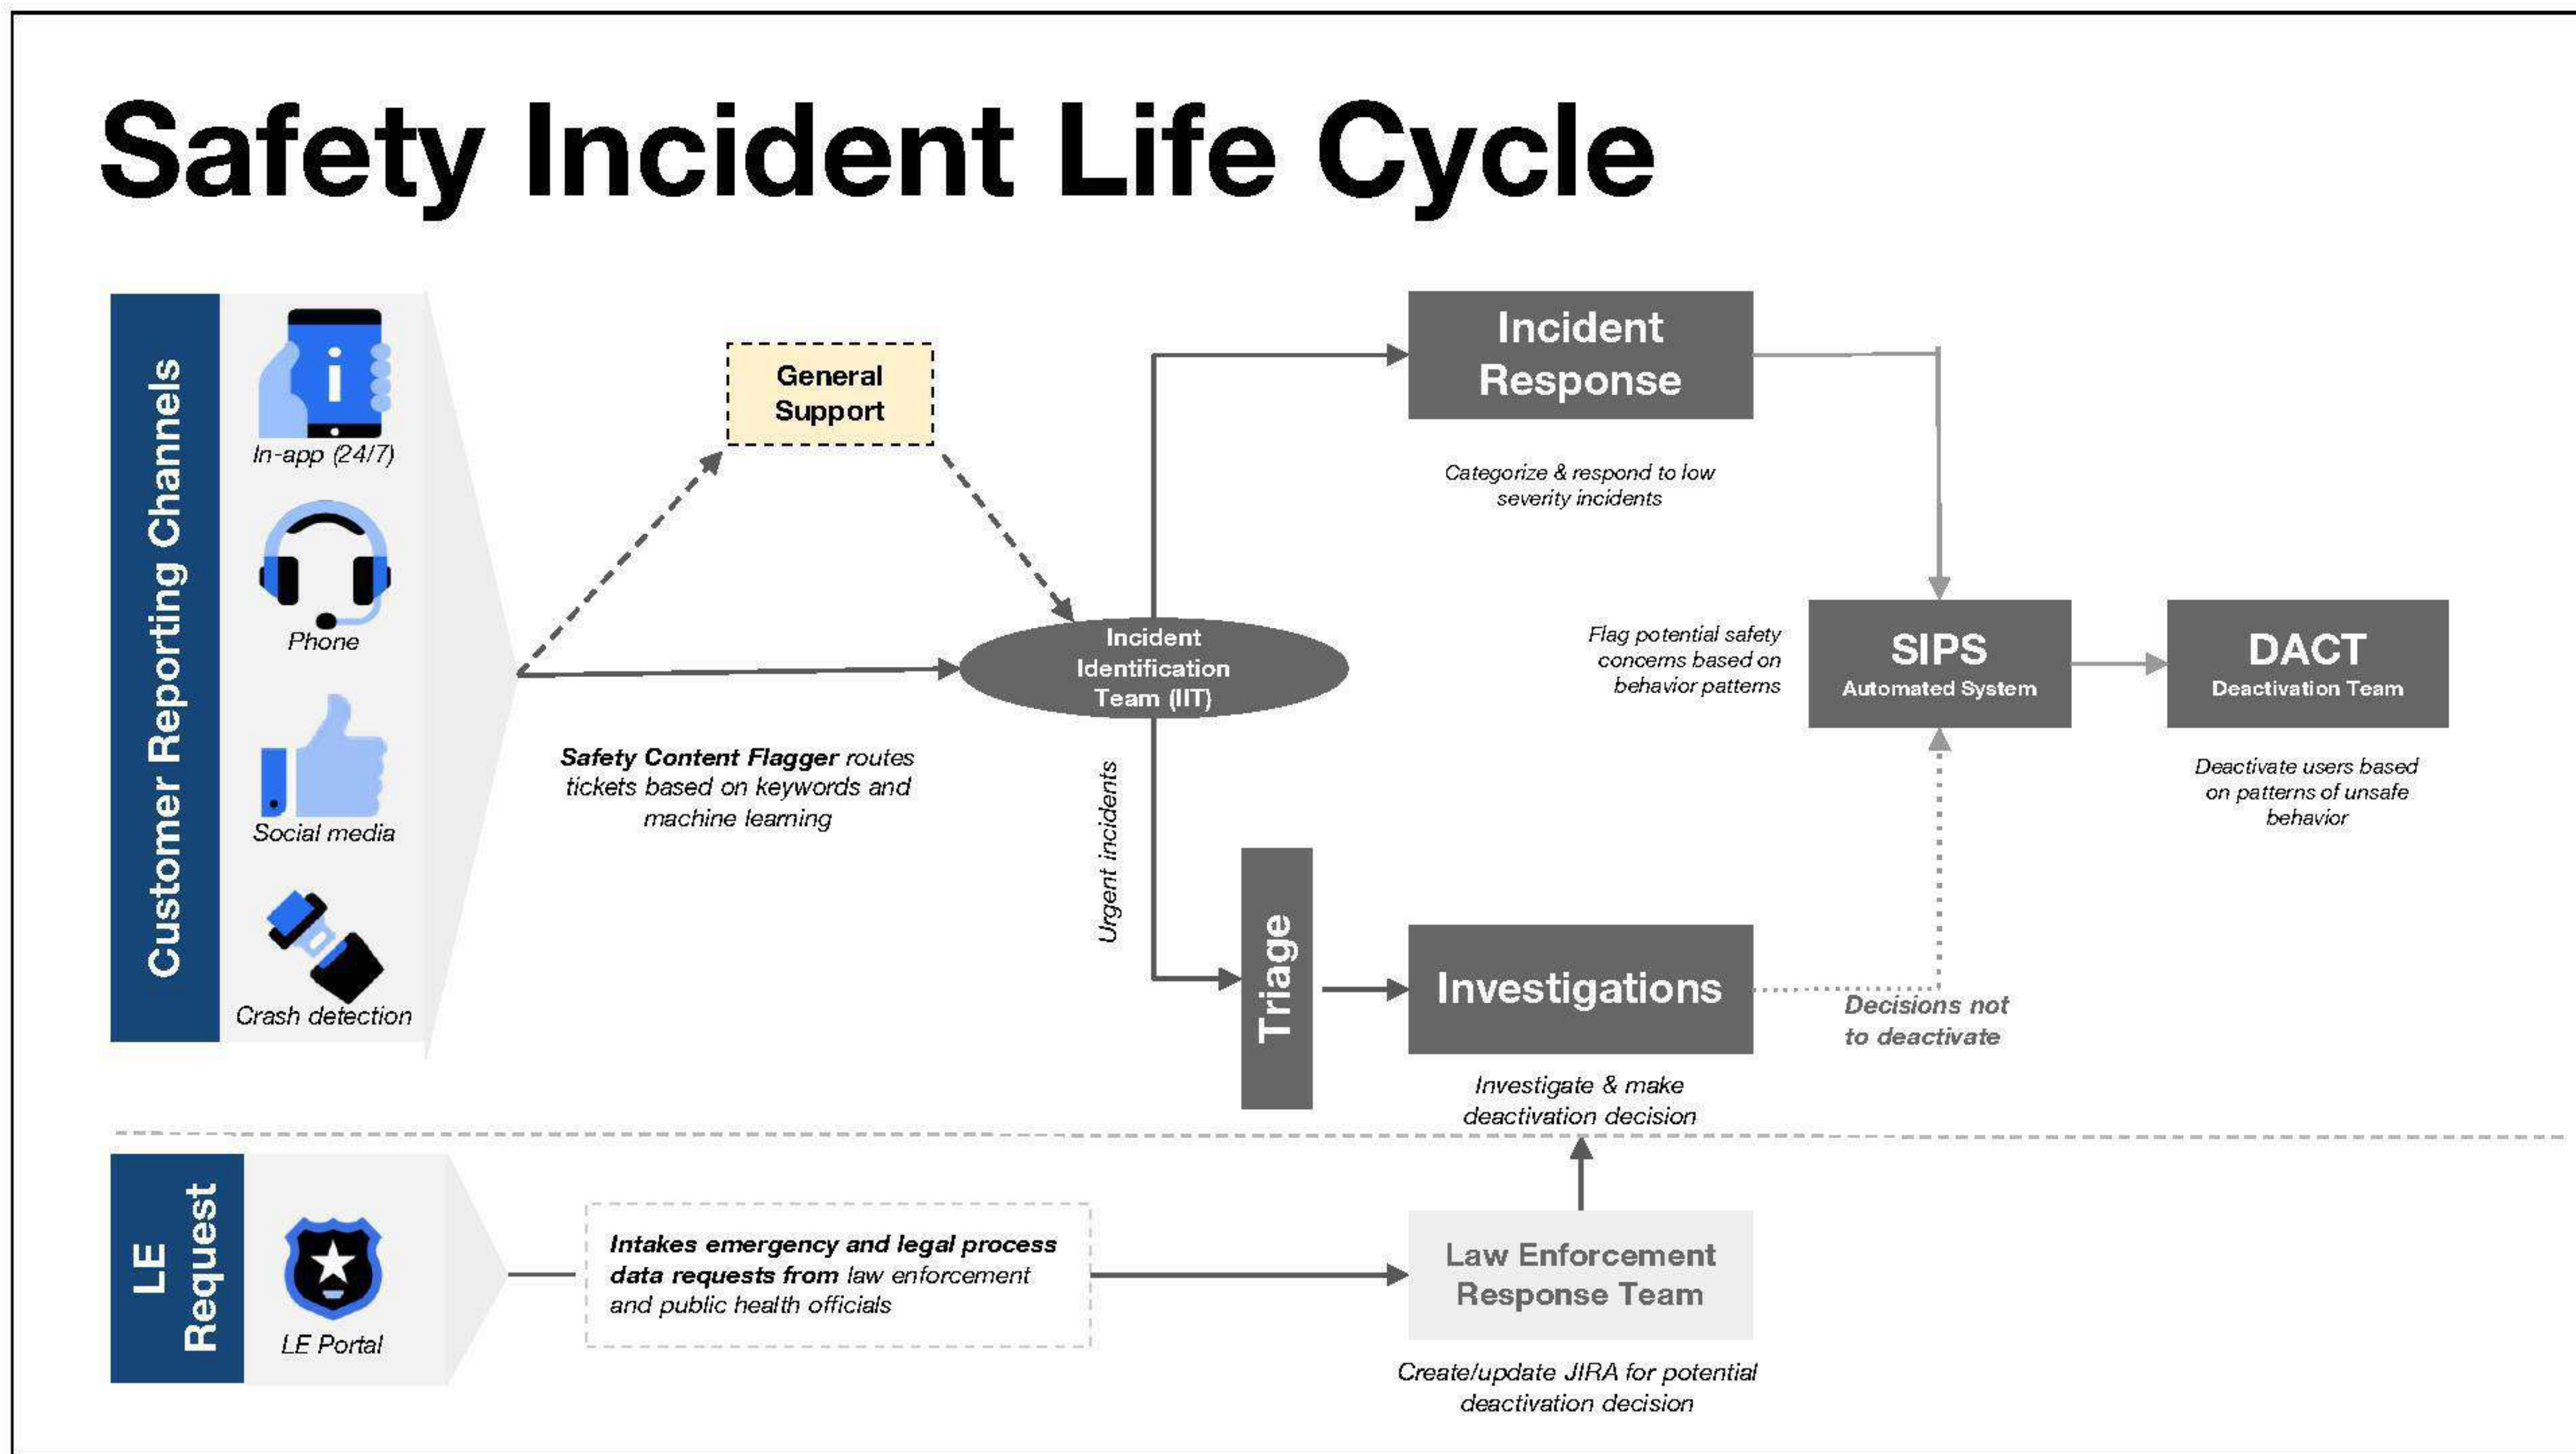 Safety Incident Life Cycle
Customer Reporting Channels
In-app (24/7)
Phone
Social media
Crash detection
General
Support
Safety Content Flagger routes
tickets based on keywords and
machine learning
Incident
Identification
Team (IIT)
Urgent incidents
Incident
Response
Categorize & respond to low
severity incidents
Triage
Investigations
Investigate & make
deactivation decision
Decisions not
to deactivate
Flag potential safety
concerns based on
behavior patterns
SIPS
Automated System
DACT
Deactivation Team
Deactivate users based
on patterns of unsafe
behavior
LE
Request
LE Portal
Intakes emergency and legal process
data requests from law enforcement
and public health officials
Law Enforcement
Response Team
Create/update JIRA for potential
deactivation decision